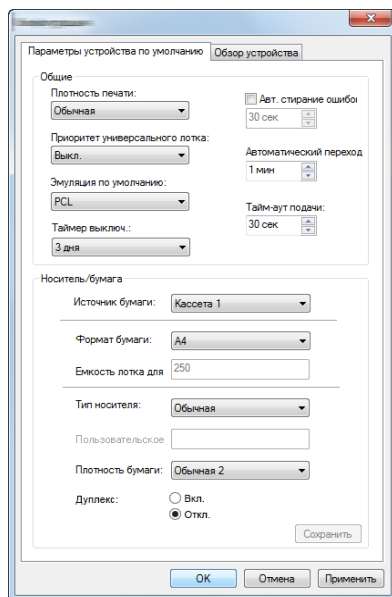 Параметры устройства по умолчанию
Обзор устройства
Общие
Плотность печати:
Обычная
Приоритет универсального лотка:
Выкл.
Эмуляция по умолчанию:
PCL
Таймер выключ.:
3 дня
Авт. стирание ошибок
30 сек
Автоматический переход
1 мин
Тайм-аут подачи:
30 сек
Носитель/бумага
Источник бумаги: Кассета 1
Формат бумаги: A4
Емкость лотка для 250
Тип носителя: Обычная
Пользовательское
Плотность бумаги: Обычная 2
Дуплекс: Вкл.
Откл.
Сохранить
OK Отмена Применить